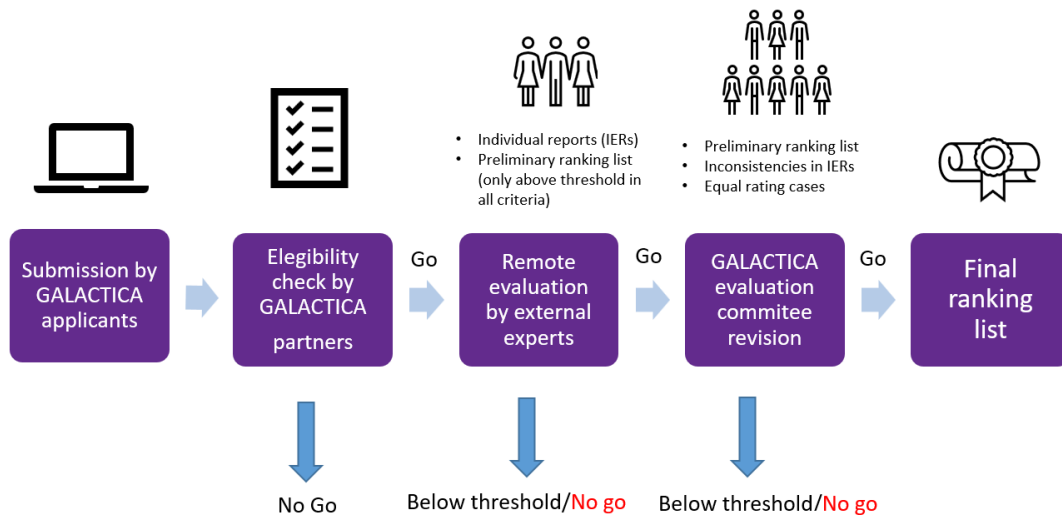 • Individual reports (IERs)
• Preliminary ranking list
(only above threshold in
all criteria)
• Preliminary ranking list
• Inconsistencies in IERs
• Equal rating cases
Submission by
GALACTICA
applicants
Elegibility
check by
GALACTICA
partners
Go
Remote
evaluation
by external
experts
Go
GALACTICA
evaluation
commitee
revision
Go
Final
ranking
list
No Go
Below threshold/No go
Below threshold/No go